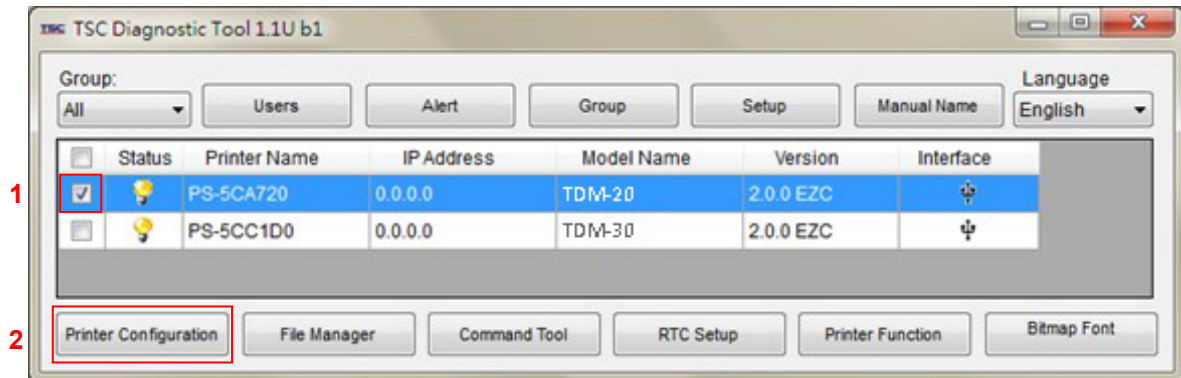 TSC TSC Diagnostic Tool 1.1U b1
Group:
Language
All Users Alert Group Setup Manual Name English
Status Printer Name IP Address Model Name Version Interface
1 PS-5CA720 0.0.0.0 TDM-20 2.0.0 EZC
PS-5CC1D0 0.0.0.0 TDM-30 2.0.0 EZC
2 Printer Configuration File Manager Command Tool RTC Setup Printer Function Bitmap Font